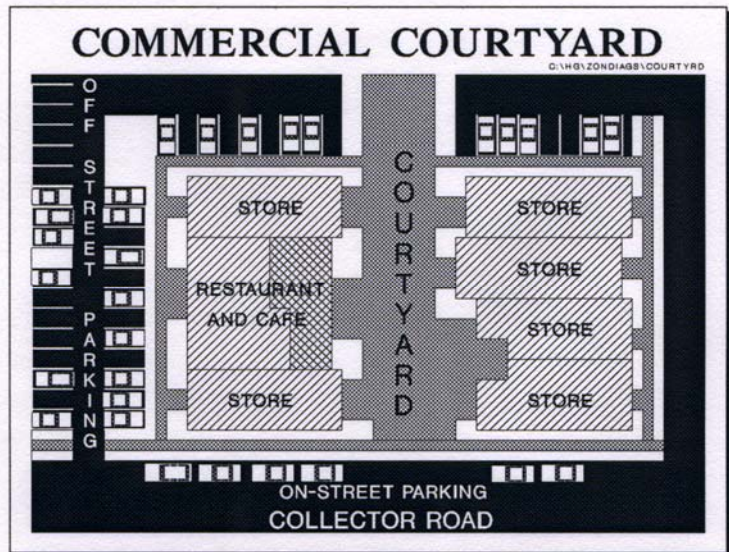 COMMERCIAL COURTYARD
C:\HG\ZONDIAGS\COURTYRD
OFF STREET PARKING
COURTYARD
STORE
STORE
STORE
RESTAURANT
AND CAFE
STORE
STORE
STORE
ON-STREET PARKING
COLLECTOR ROAD